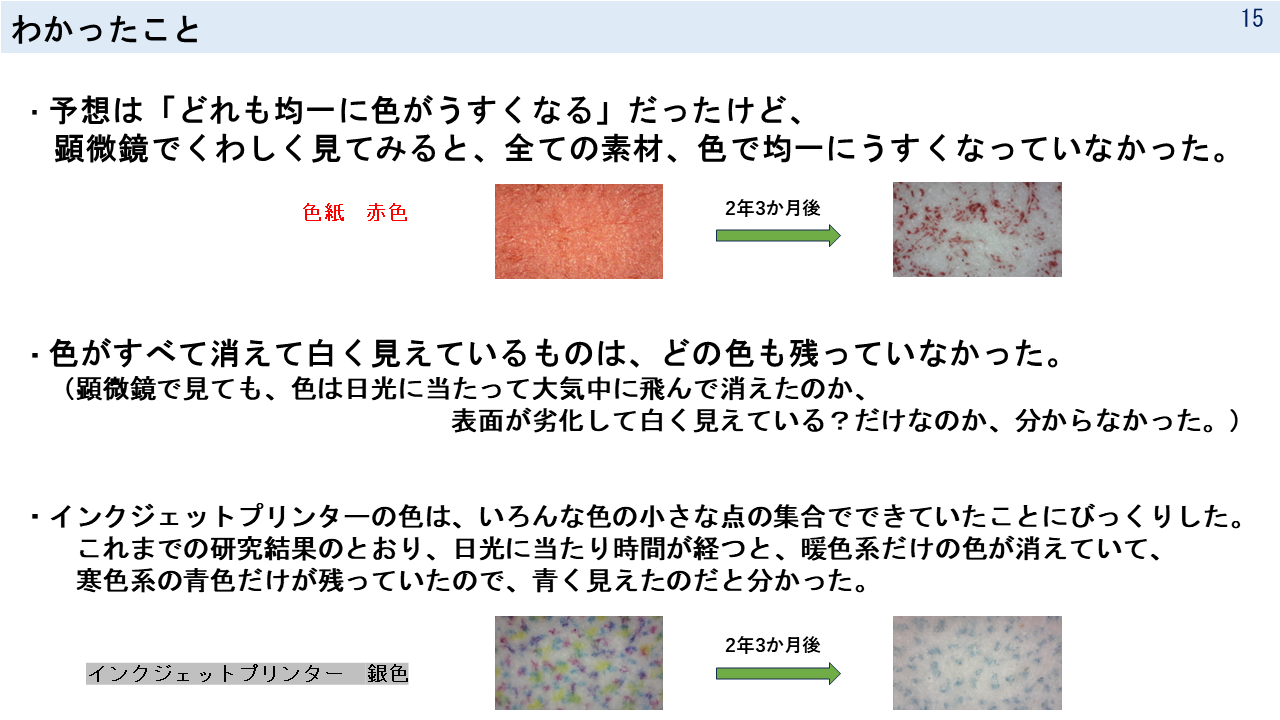 わかったこと
15
・予想は「どれも均一に色がうすくなる」だったけど、
顕微鏡でくわしく見てみると、全ての素材、色で均一にうすくなっていなかった。
色紙　赤色
2年3か月後
・色がすべて消えて白く見えているものは、どの色も残っていなかった。
（顕微鏡で見ても、色は日光に当たって大気中に飛んで消えたのか、
表面が劣化して白く見えている？だけなのか、分からなかった。）
・インクジェットプリンターの色は、いろんな色の小さな点の集合でできていたことにびっくりした。
これまでの研究結果のとおり、日光に当たり時間が経つと、暖色系だけの色が消えていて、
寒色系の青色だけが残っていたので、青く見えたのだと分かった。
インクジェットプリンター　銀色
2年3か月後